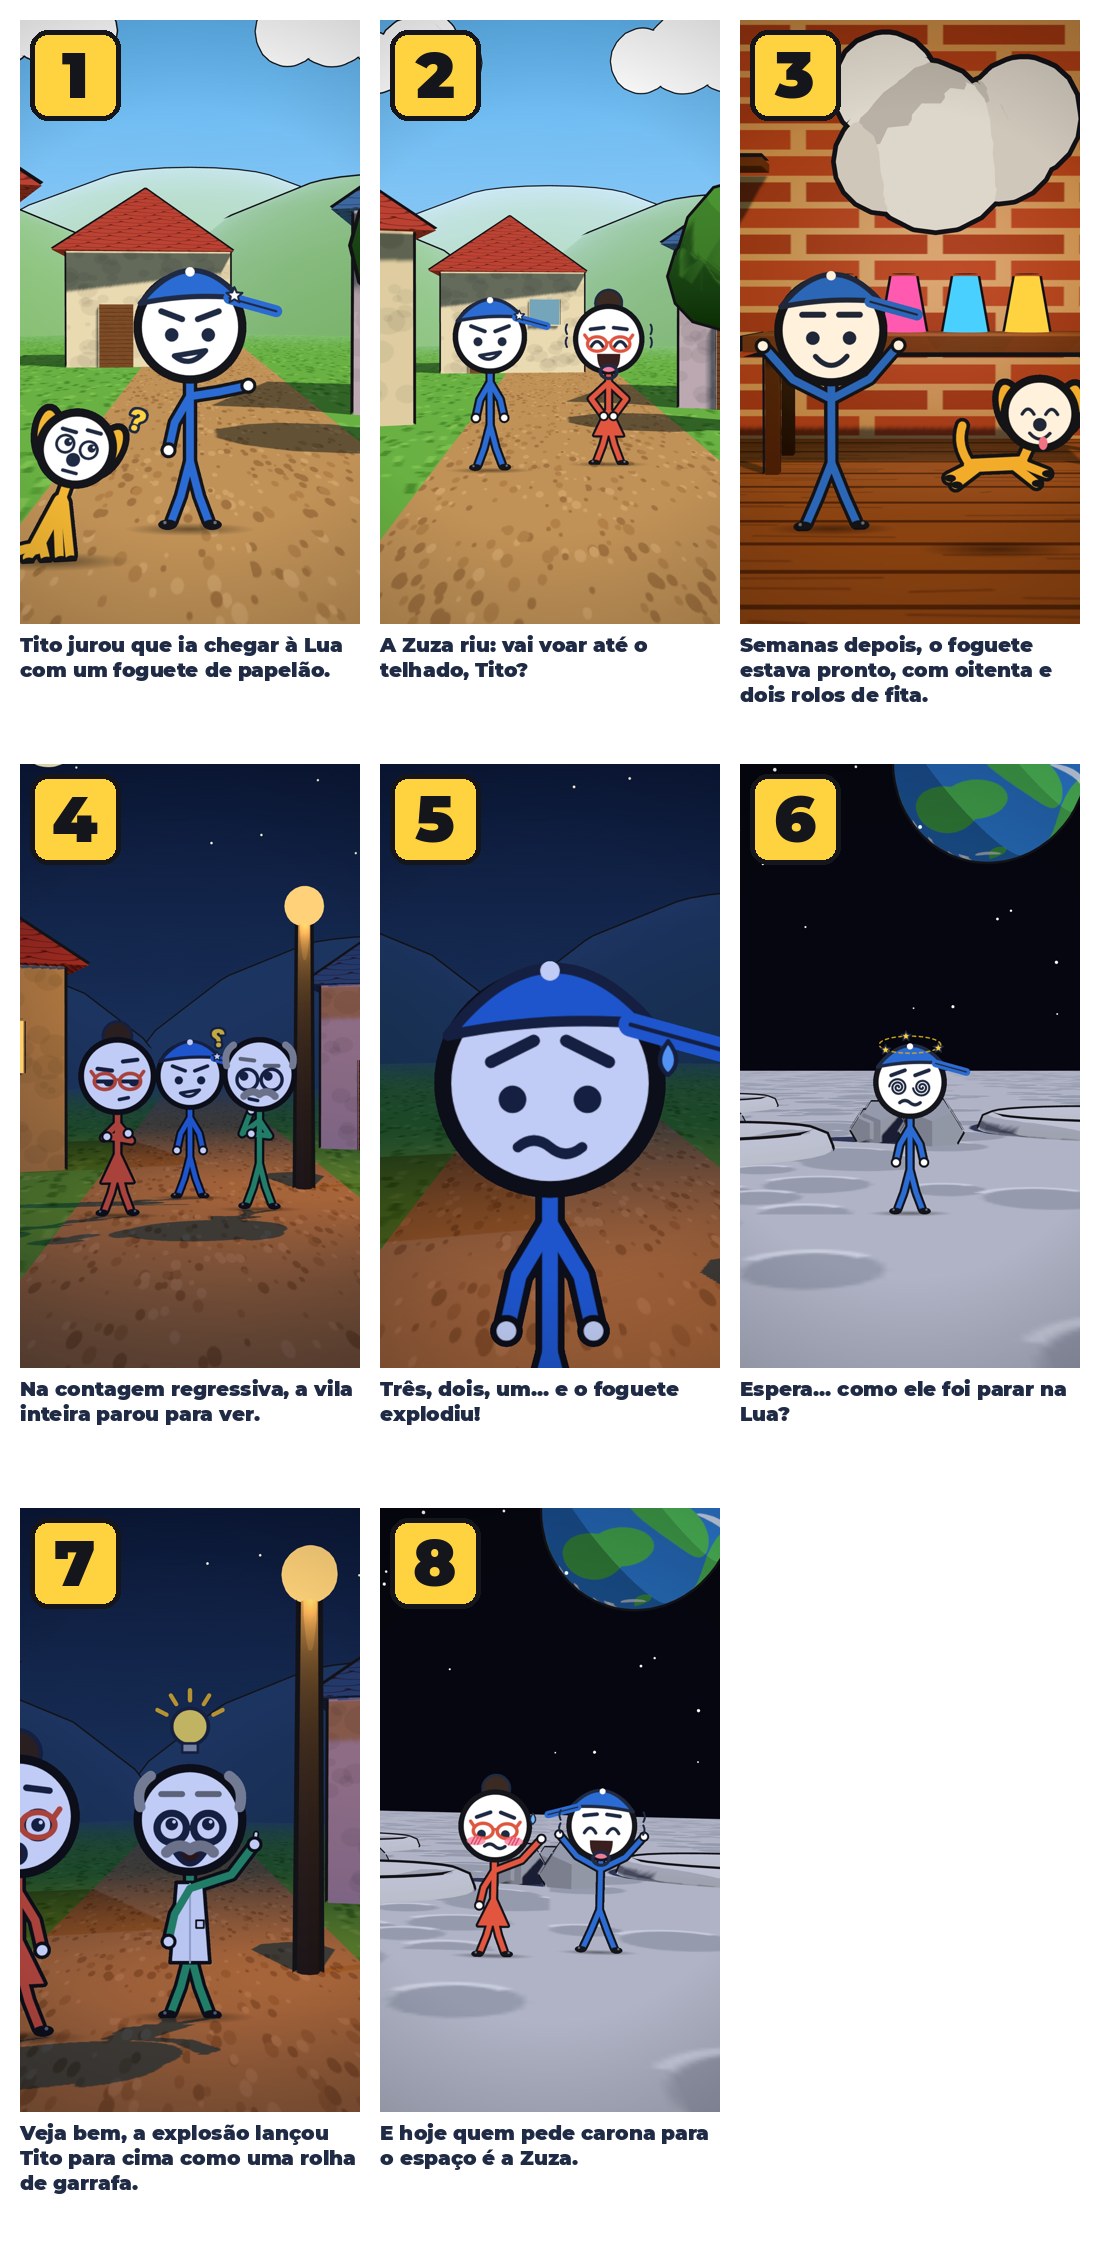 1
2
3
Tito jurou que ia chegar à Lua
com um foguete de papelão.
A Zuza riu: vai voar até o
telhado, Tito?
Semanas depois, o foguete
estava pronto, com oitenta e
dois rolos de fita.
4
?
5
6
Na contagem regressiva, a vila
inteira parou para ver.
Três, dois, um... e o foguete
explodiu!
Espera... como ele foi parar na
Lua?
7
8
Veja bem, a explosão lançou
Tito para cima como uma rolha
de garrafa.
E hoje quem pede carona para
o espaço é a Zuza.